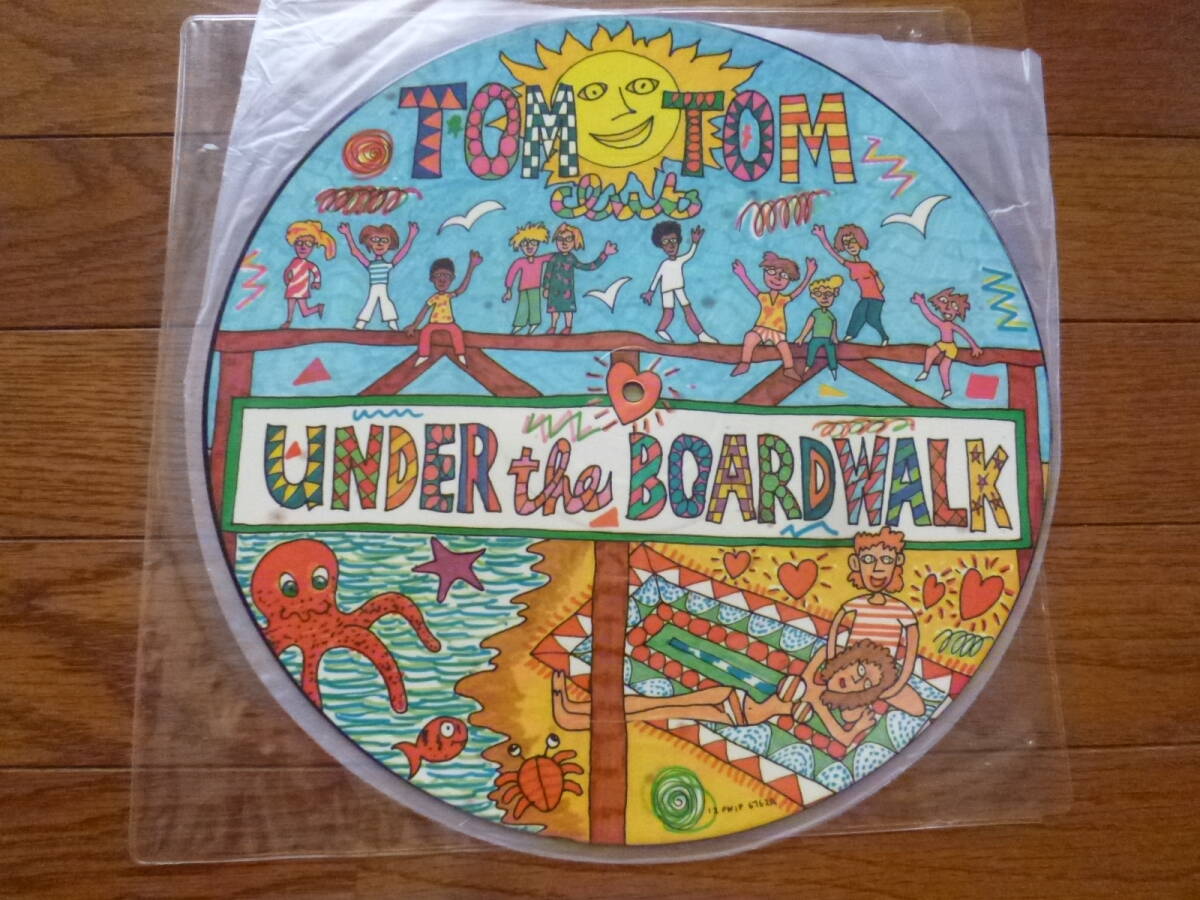 TOM TOM
club
UNDER the BOARDWALK